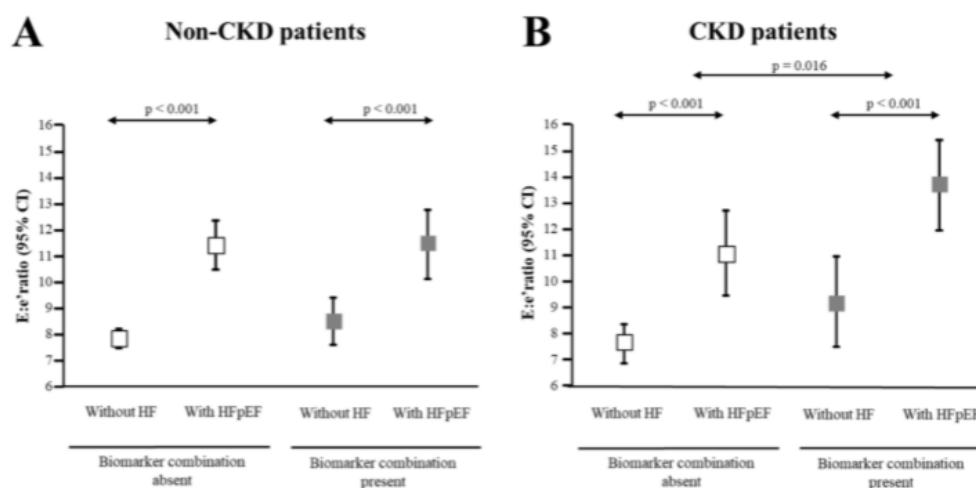 A Non-CKD patients
p < 0.001
p < 0.001
16
15
14
13
12
11
10
9
8
7
6
E:e'ratio (95% CI)
Without HF With HFpEF Without HF With HFpEF
Biomarker combination
absent
Biomarker combination
present
B CKD patients
p = 0.016
p < 0.001
p < 0.001
16
15
14
13
12
11
10
9
8
7
6
E:e'ratio (95% CI)
Without HF With HFpEF Without HF With HFpEF
Biomarker combination
absent
Biomarker combination
present